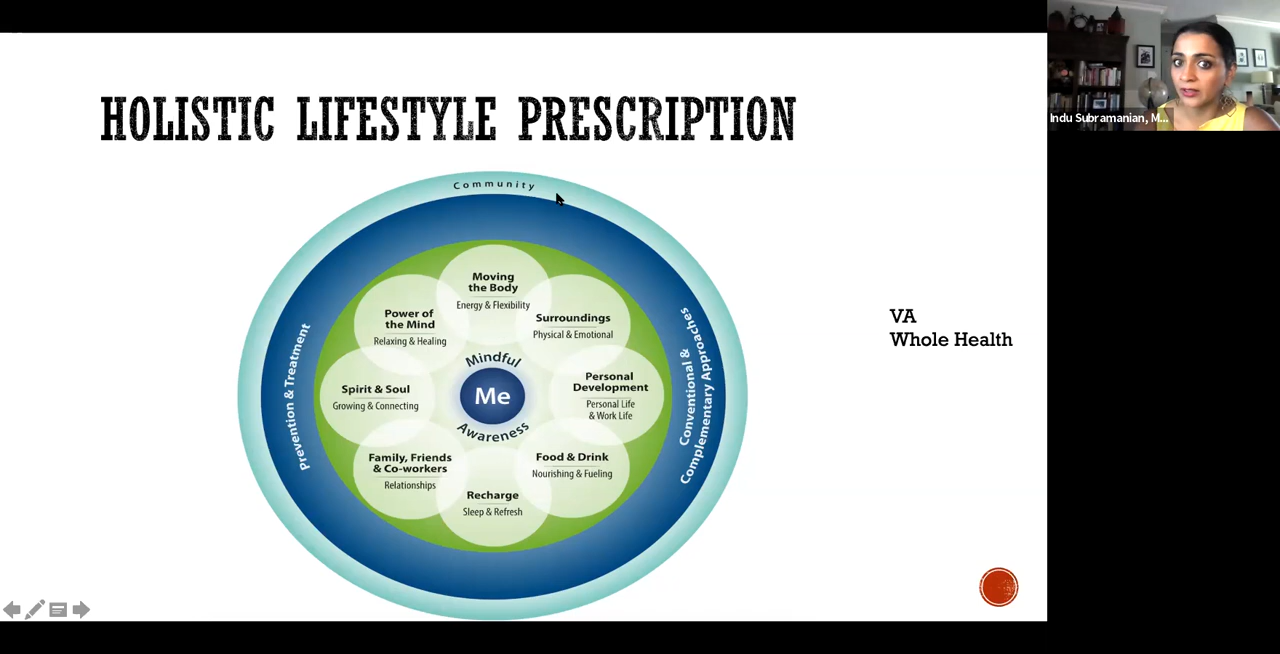 HOLISTIC LIFESTYLE PRESCRIPTION
Indu Subramanian, M...
Community
Prevention & Treatment
Conventional &
Complementary Approaches
Moving
the Body
Energy & Flexibility
Surroundings
Physical & Emotional
Personal
Development
Personal Life
& Work Life
Food & Drink
Nourishing & Fueling
Recharge
Sleep & Refresh
Family, Friends
& Co-workers
Relationships
Spirit & Soul
Growing & Connecting
Power of
the Mind
Relaxing & Healing
Mindful
Me
Awareness
VA
Whole Health